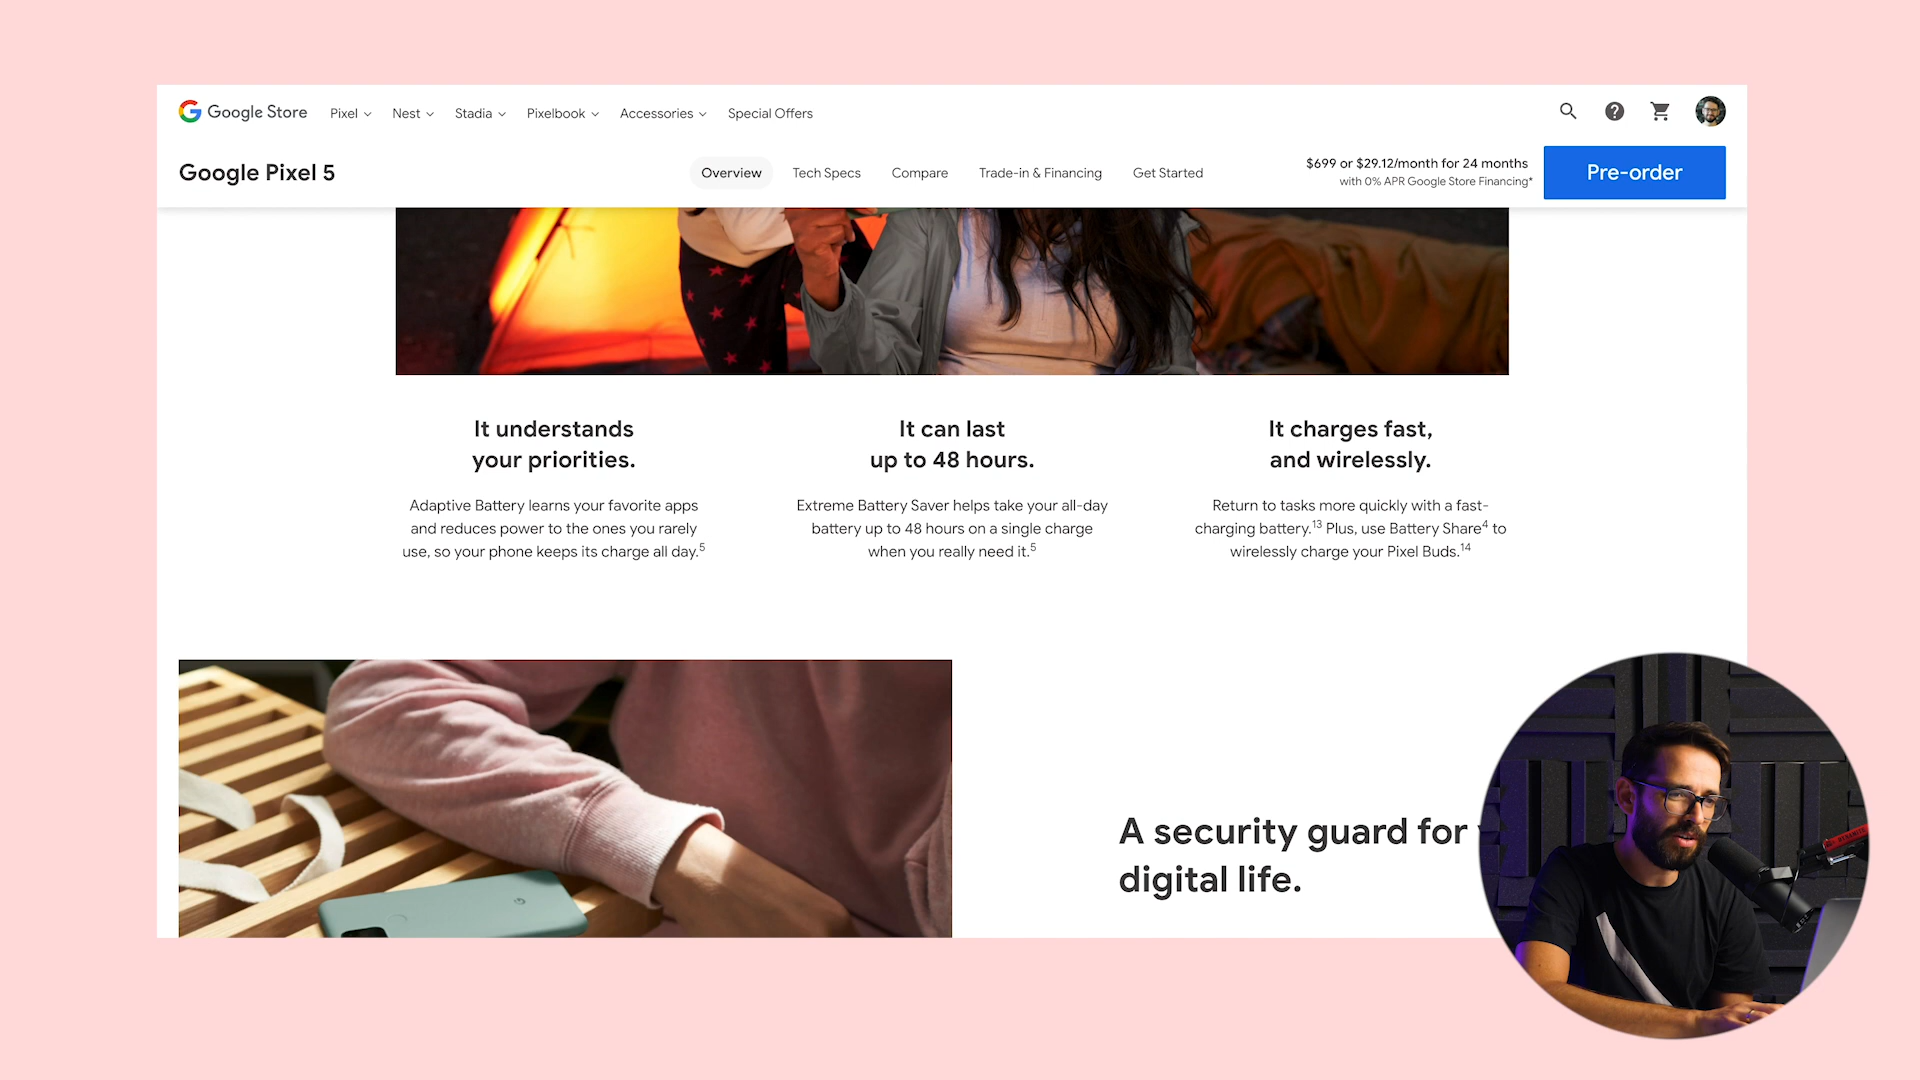 Google Store
Pixel
Nest
Stadia
Pixelbook
Accessories
Special Offers
Google Pixel 5
Overview
Tech Specs
Compare
Trade-in & Financing
Get Started
$699 or $29.12/month for 24 months
with 0% APR Google Store Financing*
Pre-order
It understands
your priorities.
Adaptive Battery learns your favorite apps
and reduces power to the ones you rarely
use, so your phone keeps its charge all day.5
It can last
up to 48 hours.
Extreme Battery Saver helps take your all-day
battery up to 48 hours on a single charge
when you really need it.5
It charges fast,
and wirelessly.
Return to tasks more quickly with a fast-
charging battery.13 Plus, use Battery Share4 to
wirelessly charge your Pixel Buds.14
A security guard for
digital life.